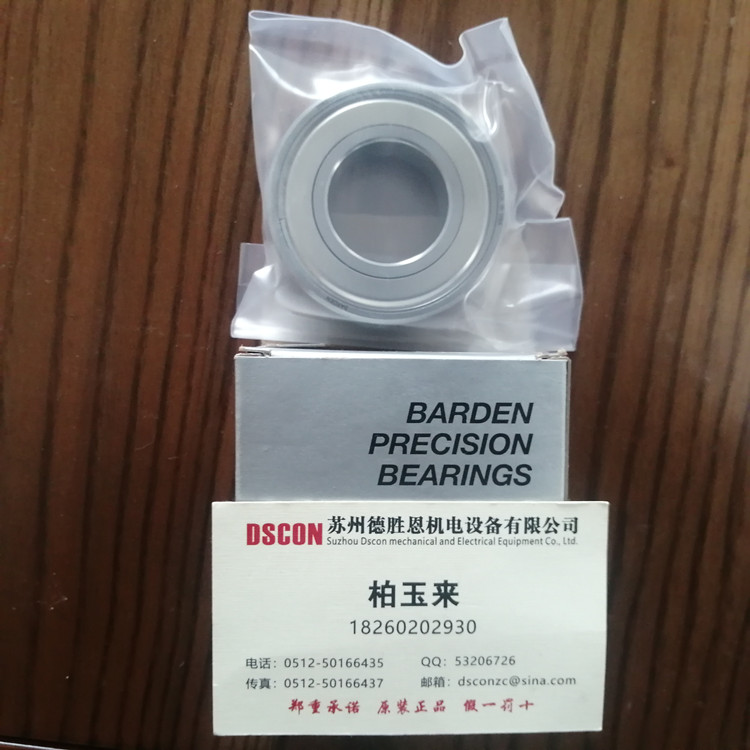 BARDEN
PRECISION
BEARINGS
DSCON 苏州德胜恩机电设备有限公司
Suzhou Dscon mechanical and Electrical Equipment Co., Ltd.
柏玉来
18260202930
电话：0512-50166435 QQ：53206726
传真：0512-50166437 邮箱：dsconzc@sina.com
郑重承诺 原装正品 假一罚十